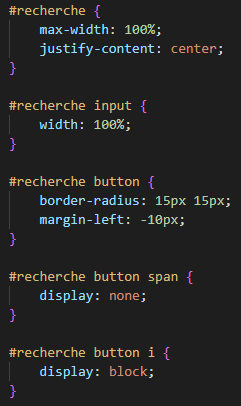 #recherche {
max-width: 100%;
justify-content: center;
}
#recherche input {
width: 100%;
}
#recherche button {
border-radius: 15px 15px;
margin-left: -10px;
}
#recherche button span {
display: none;
}
#recherche button i {
display: block;
}